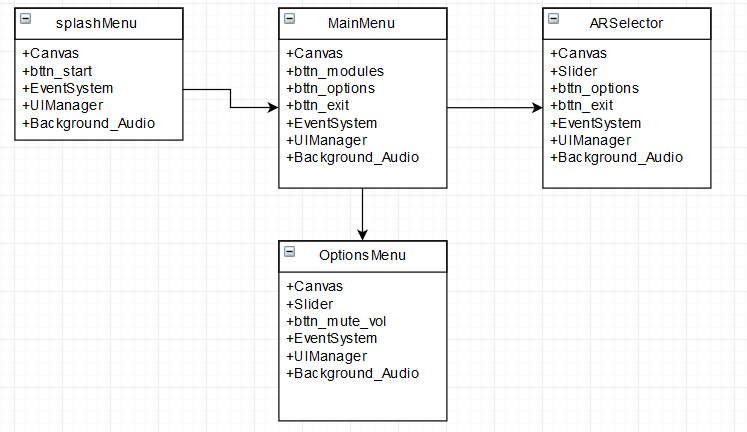 splashMenu
+Canvas
+bttn_start
+EventSystem
+UIManager
+Background_Audio
MainMenu
+Canvas
+bttn_modules
+bttn_options
+bttn_exit
+EventSystem
+UIManager
+Background_Audio
ARSelector
+Canvas
+Slider
+bttn_options
+bttn_exit
+EventSystem
+UIManager
+Background_Audio
OptionsMenu
+Canvas
+Slider
+bttn_mute_vol
+EventSystem
+UIManager
+Background_Audio